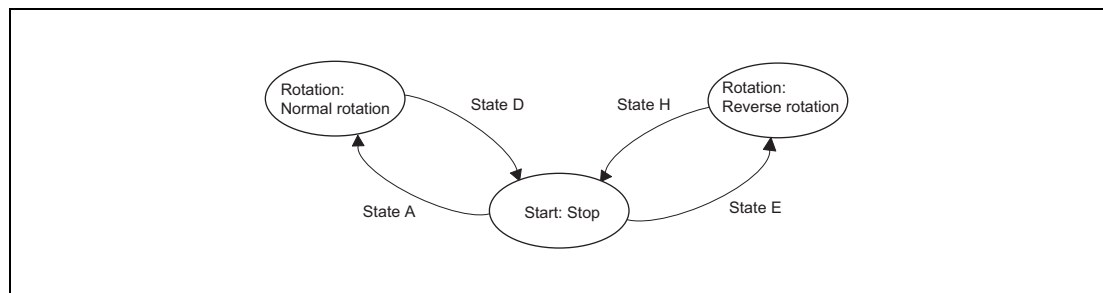 Rotation:
Normal rotation
State D
State H
Rotation:
Reverse rotation
State A
Start: Stop
State E